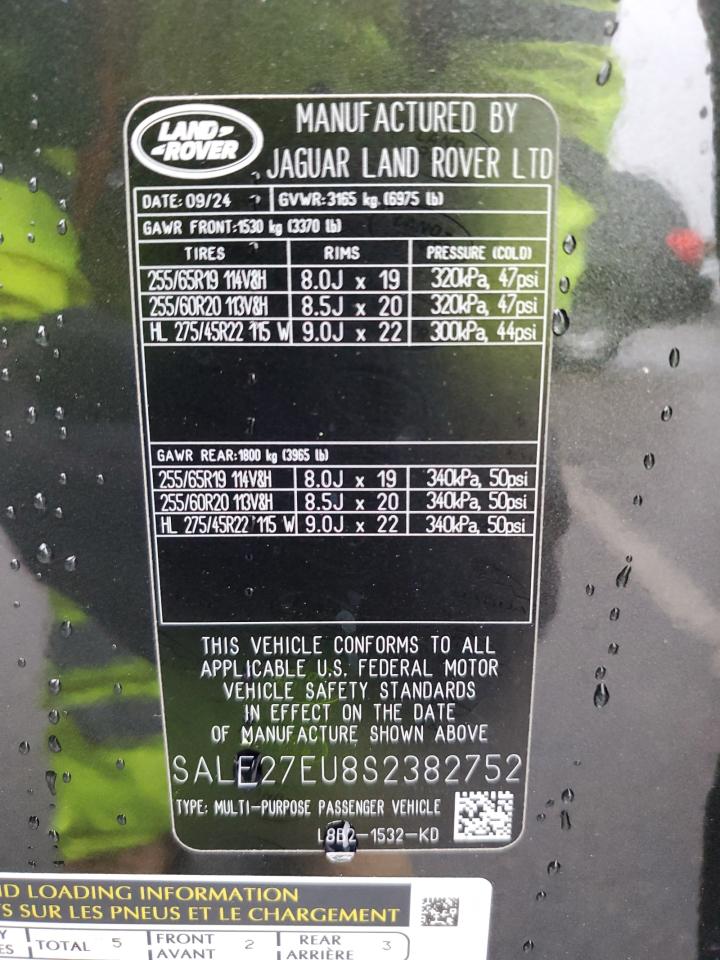 LAND ROVER
MANUFACTURED BY
JAGUAR LAND ROVER LTD
DATE: 09/24 GVWR:3165 kg. (6975 lb)
GAWR FRONT:1530 kg (3370 lb)
TIRES RIMS PRESSURE (COLD)
255/65R19 114V&H 8.0J x 19 320kPa, 47psi
255/60R20 113V&H 8.5J x 20 320kPa, 47psi
HL 275/45R22 115 W 9.0J x 22 300kPa, 44psi
GAWR REAR:1800 kg (3965 lb)
255/65R19 114V&H 8.0J x 19 340kPa, 50psi
255/60R20 113V&H 8.5J x 20 340kPa, 50psi
HL 275/45R22 115 W 9.0J x 22 340kPa, 50psi
THIS VEHICLE CONFORMS TO ALL
APPLICABLE U.S. FEDERAL MOTOR
VEHICLE SAFETY STANDARDS
IN EFFECT ON THE DATE
OF MANUFACTURE SHOWN ABOVE
SALE27EU8S2382752
TYPE: MULTI-PURPOSE PASSENGER VEHICLE
L8B2-1532-KD
LOADING INFORMATION
SUR LES PNEUS ET LE CHARGEMENT
TOTAL 5 FRONT 2 REAR 3
AVANT ARRIÈRE